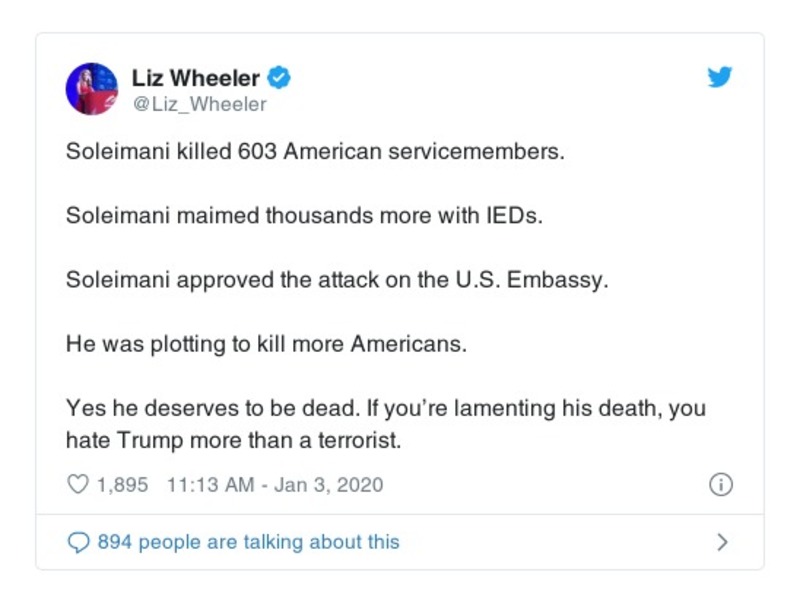 Liz Wheeler
@Liz_Wheeler
Soleimani killed 603 American servicemembers.
Soleimani maimed thousands more with IEDs.
Soleimani approved the attack on the U.S. Embassy.
He was plotting to kill more Americans.
Yes he deserves to be dead. If you’re lamenting his death, you
hate Trump more than a terrorist.
1,895 11:13 AM - Jan 3, 2020
894 people are talking about this